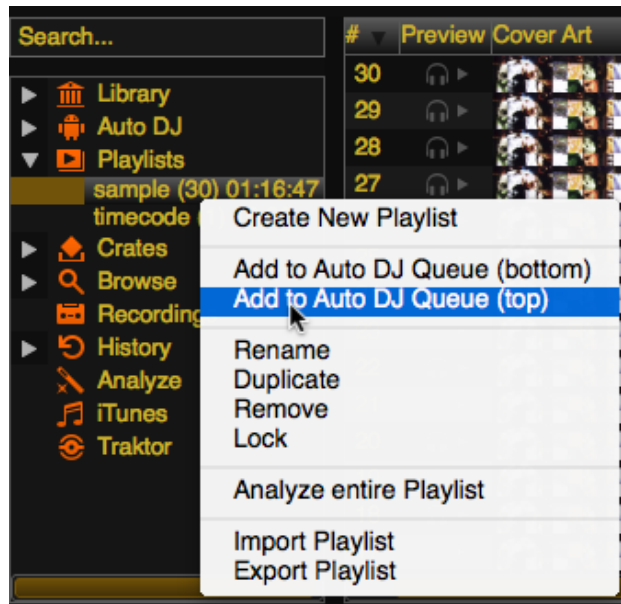 Search...
# Preview Cover Art
30
29
28
27
Library
Auto DJ
Playlists
sample (30) 01:16:47
timecode
Crates
Browse
Recording
History
Analyze
iTunes
Traktor
Create New Playlist
Add to Auto DJ Queue (bottom)
Add to Auto DJ Queue (top)
Rename
Duplicate
Remove
Lock
Analyze entire Playlist
Import Playlist
Export Playlist